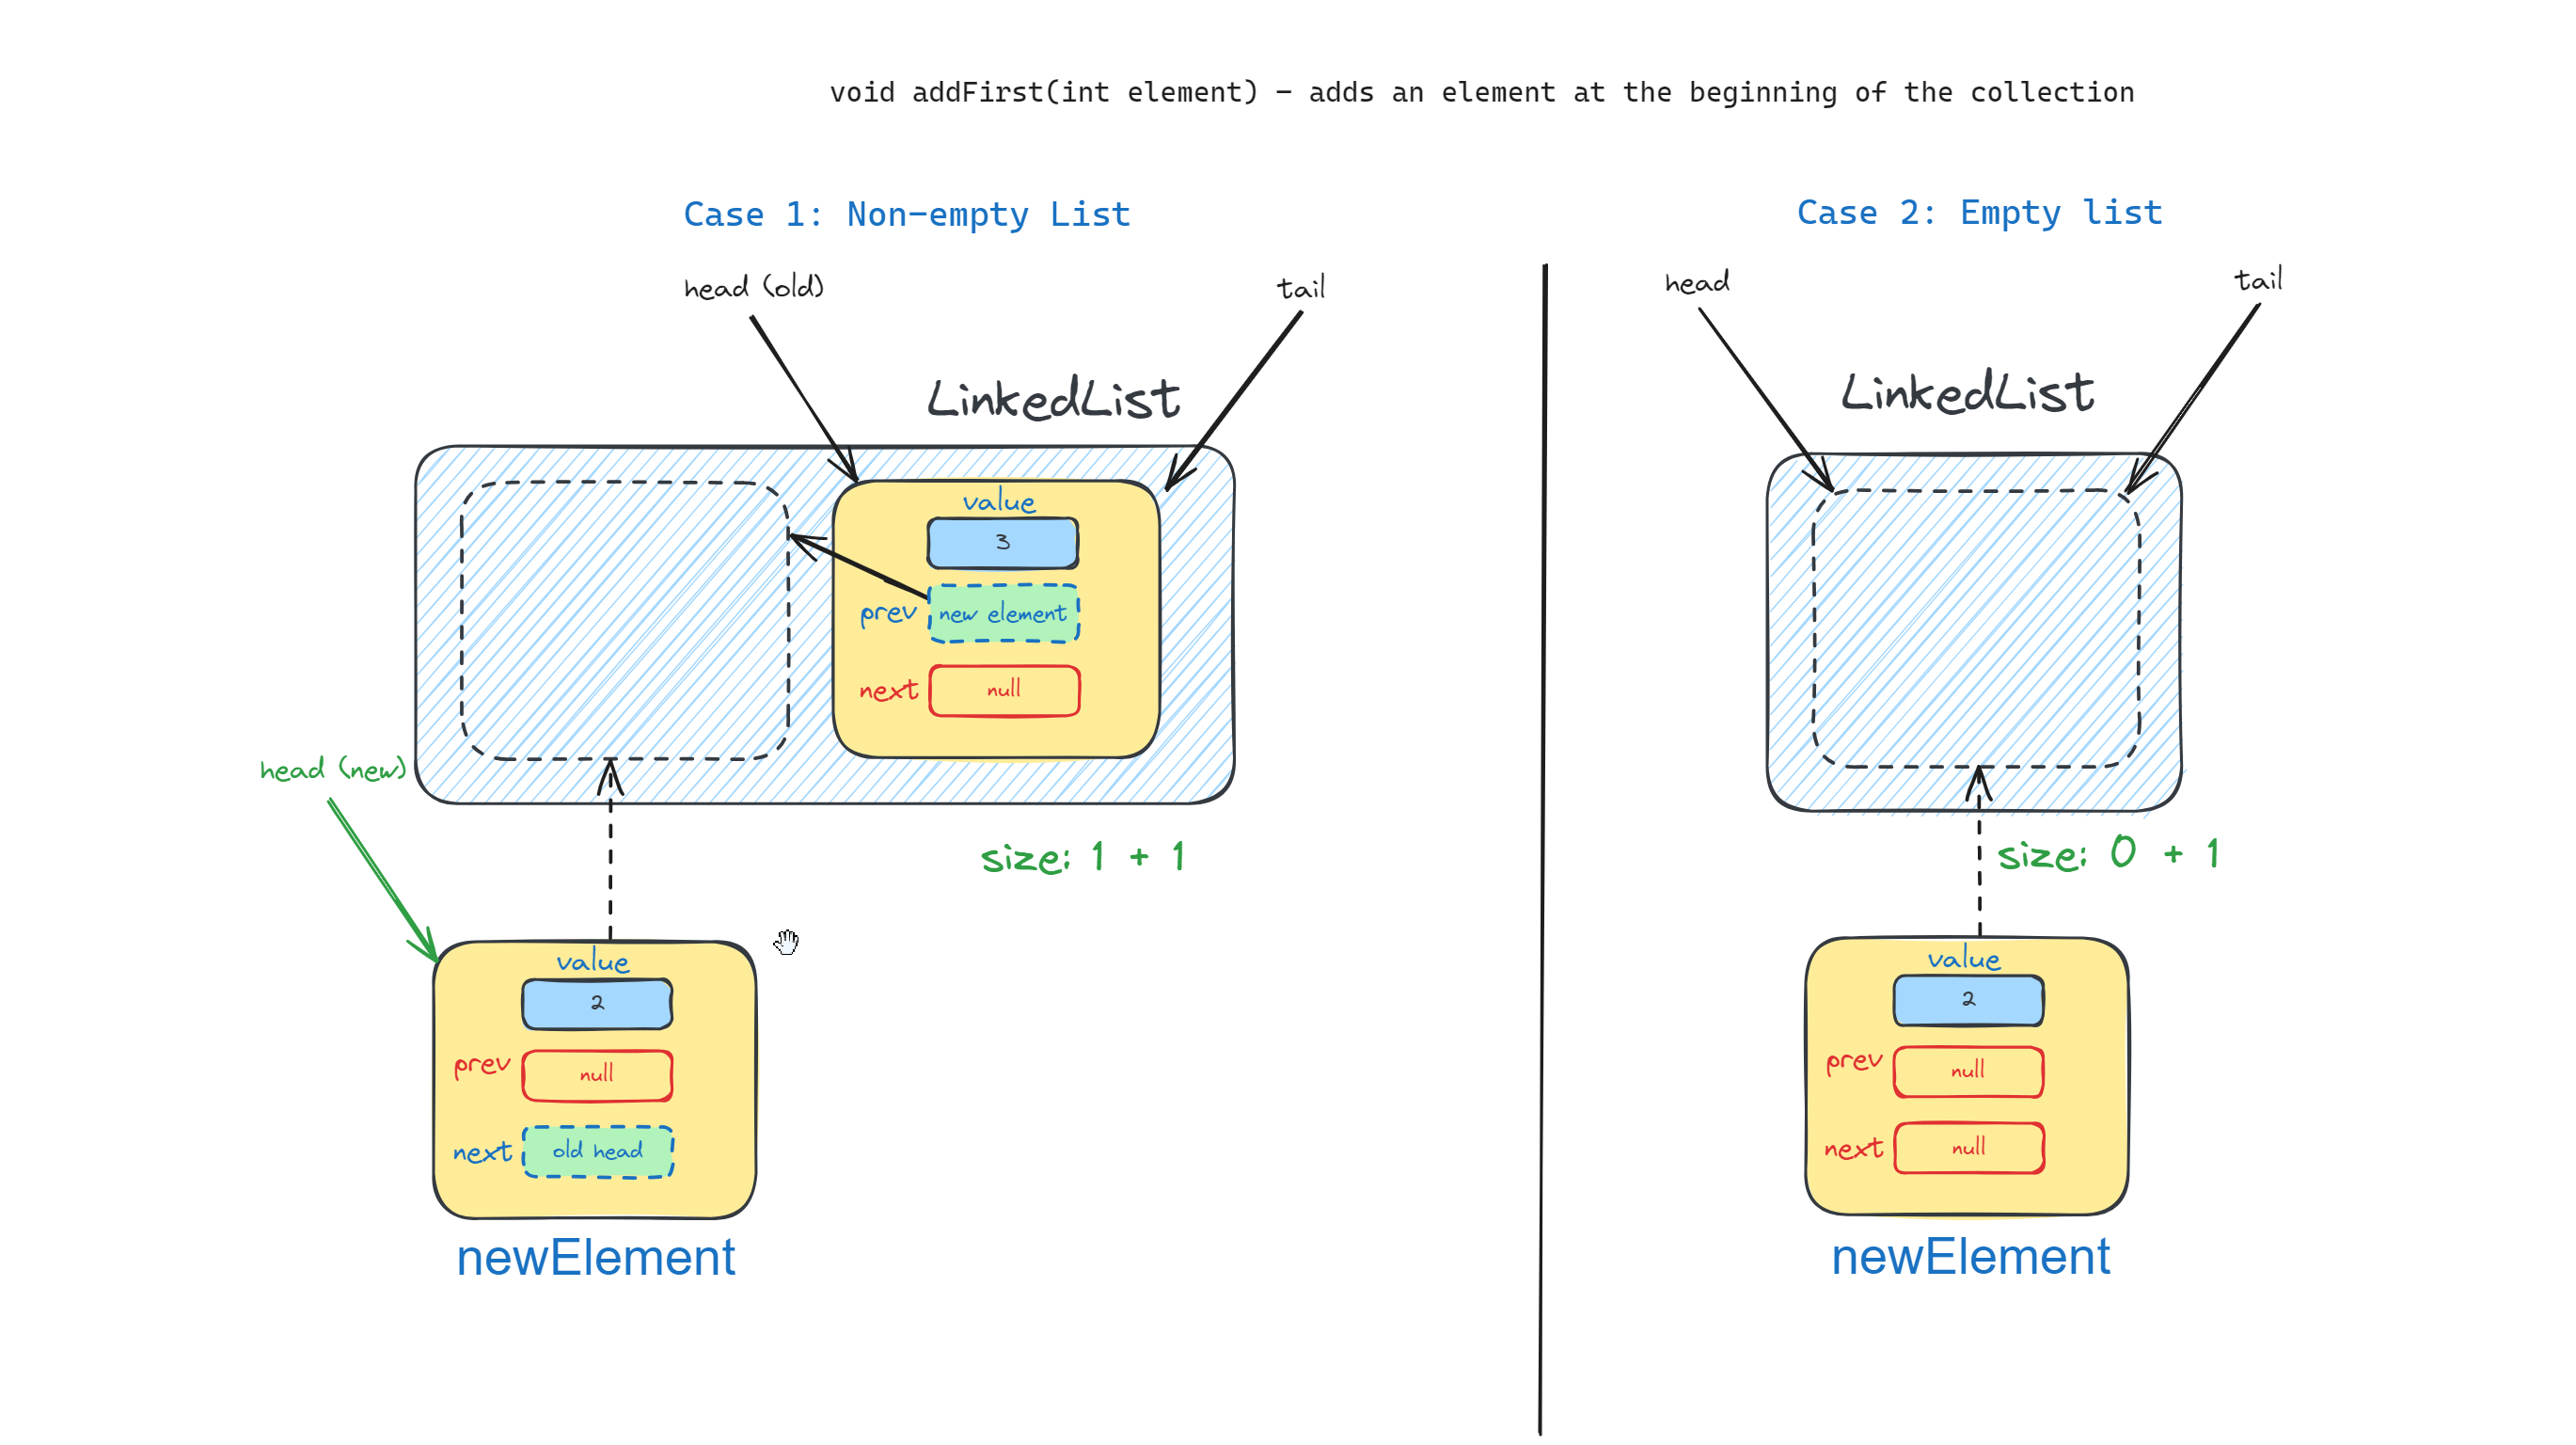 void addFirst(int element) – adds an element at the beginning of the collection
Case 1: Non-empty List
head (old)
tail
LinkedList
value
3
prev
new element
next
null
head (new)
size: 1 + 1
value
2
prev
null
next
old head
newElement
Case 2: Empty list
head
tail
LinkedList
size: 0 + 1
value
2
prev
null
next
null
newElement